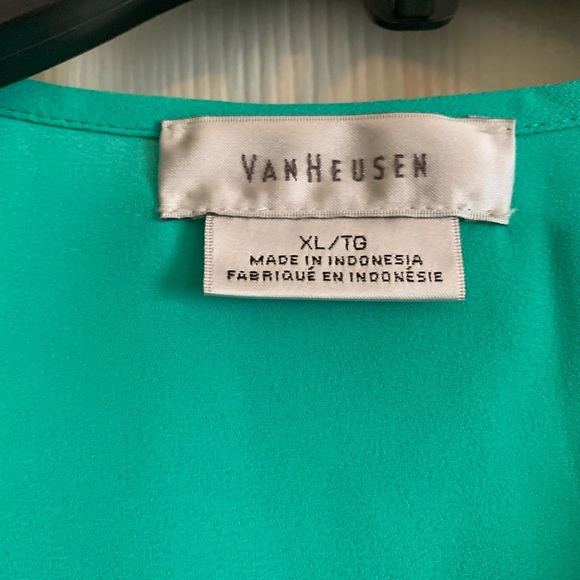 VANHEUSEN
XL/TG
MADE IN INDONESIA
FABRIQUÉ EN INDONÉSIE